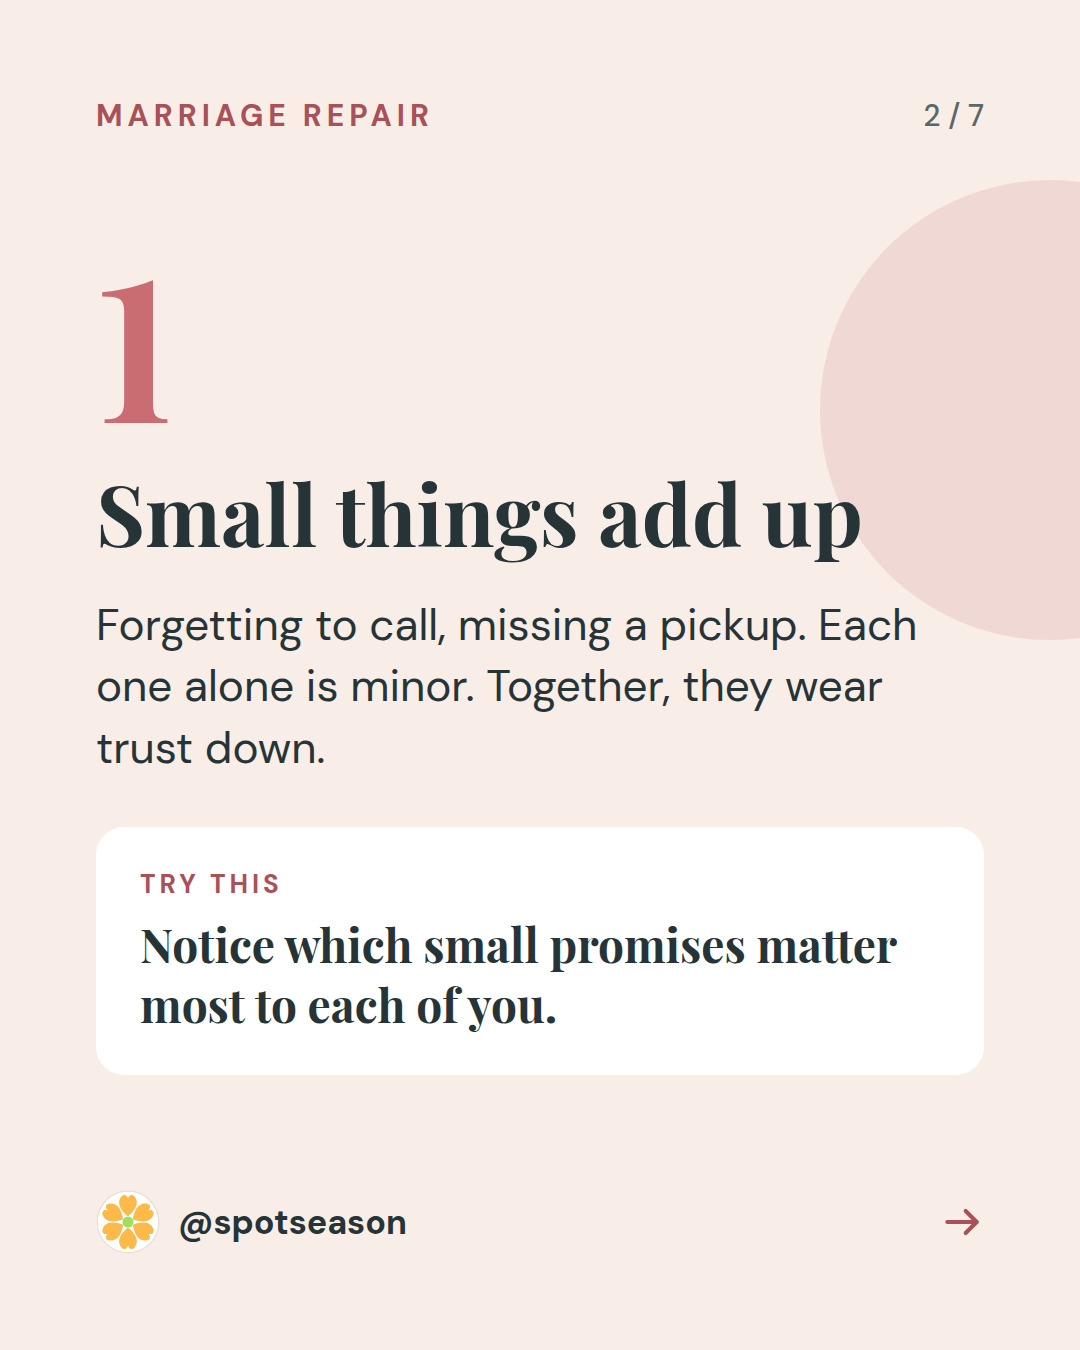 MARRIAGE REPAIR
2 / 7
1
Small things add up
Forgetting to call, missing a pickup. Each
one alone is minor. Together, they wear
trust down.
TRY THIS
Notice which small promises matter
most to each of you.
@spotseason